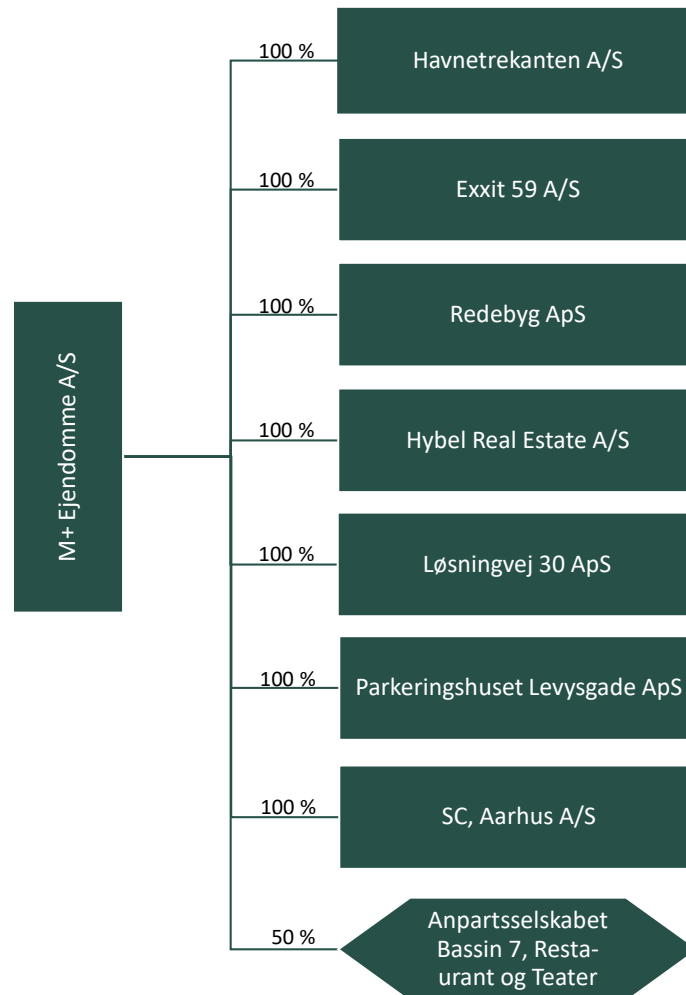 100 %
Havnetrekanten A/S
100 %
Exxit 59 A/S
100 %
Redebyg ApS
M+ Ejendomme A/S
100 %
Hybel Real Estate A/S
100 %
Løsningvej 30 ApS
100 %
Parkeringshuset Levysgade ApS
100 %
SC, Aarhus A/S
50 %
Anpartsselskabet
Bassin 7, Resta-
urant og Teater